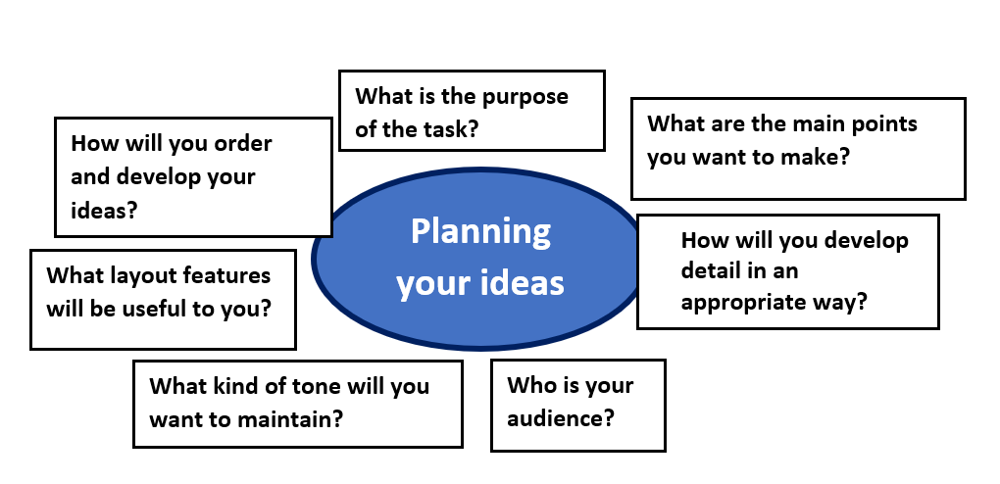 What is the purpose
of the task?
What are the main points
you want to make?
How will you order
and develop your
ideas?
Planning
your ideas
How will you develop
detail in an
appropriate way?
What layout features
will be useful to you?
What kind of tone will you
want to maintain?
Who is your
audience?